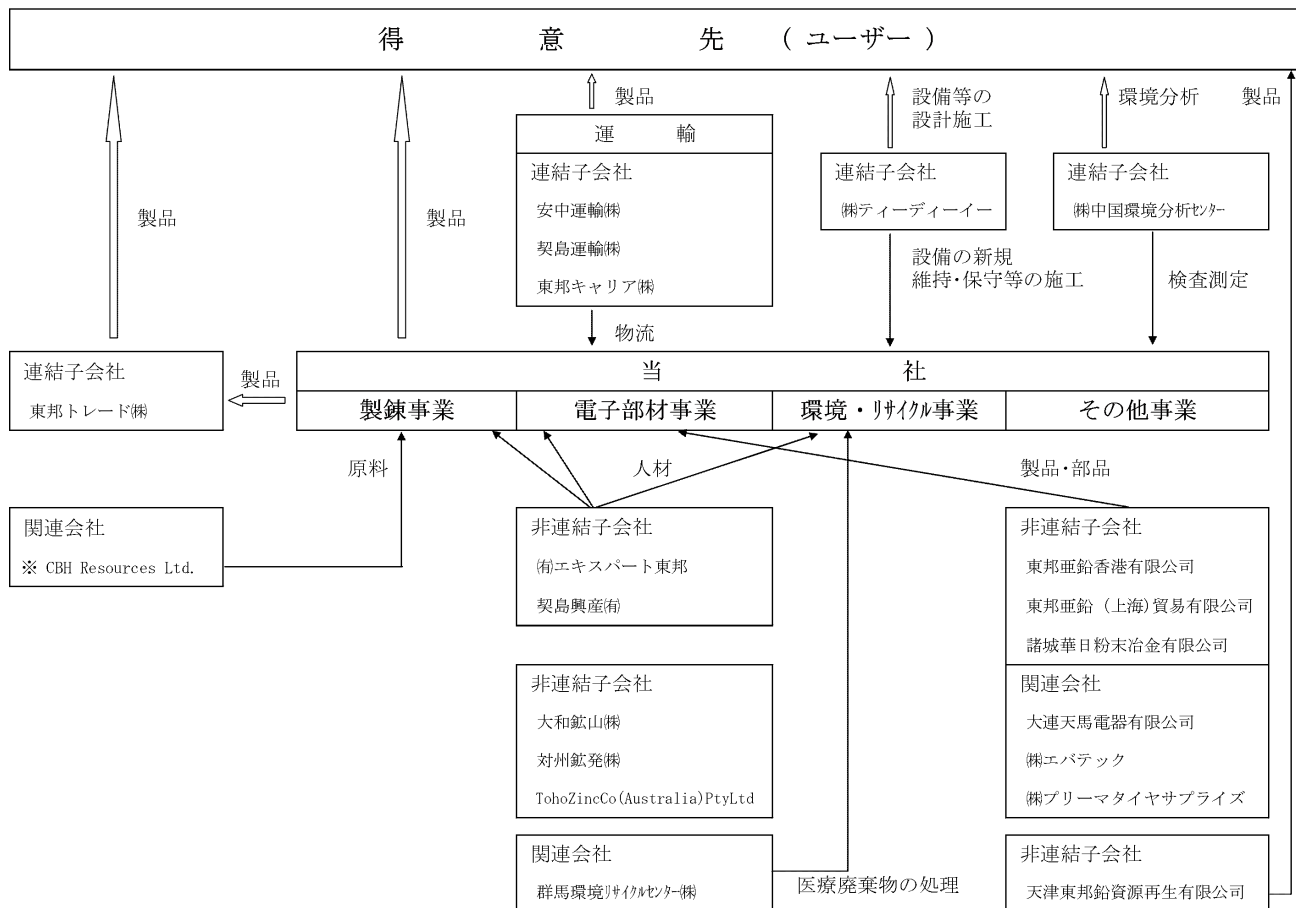 得意先 (ユーザー)
製品
製品
製品
設備等の
設計施工
環境分析
製品
運輸
連結子会社
安中運輸㈱
契島運輸㈱
東邦キャリア㈱
連結子会社
㈱ティーディーイー
連結子会社
㈱中国環境分析ｾﾝﾀｰ
設備の新規
維持・保守等の施工
検査測定
物流
連結子会社
東邦トレード㈱
製品
当社
製錬事業
電子部材事業
環境・ﾘｻｲｸﾙ事業
その他事業
原料
人材
製品・部品
関連会社
※ CBH Resources Ltd.
非連結子会社
㈲エキスパート東邦
契島興産㈲
非連結子会社
東邦亜鉛香港有限公司
東邦亜鉛（上海)貿易有限公司
諸城華日粉末冶金有限公司
非連結子会社
大和鉱山㈱
対州鉱発㈱
TohoZincCo(Australia)PtyLtd
関連会社
大連天馬電器有限公司
㈱エバテック
㈱プリーマタイヤサプライズ
関連会社
群馬環境ﾘｻｲｸﾙｾﾝﾀｰ㈱
医療廃棄物の処理
非連結子会社
天津東邦鉛資源再生有限公司